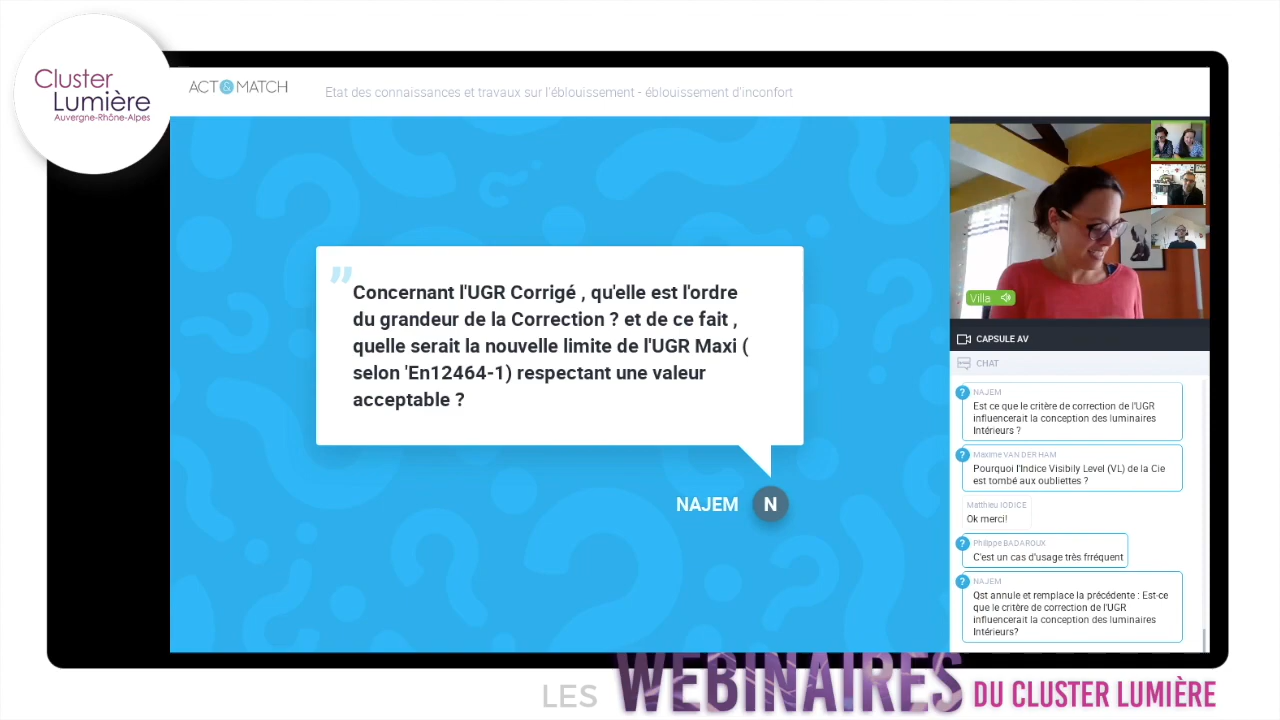 Cluster
Lumière
Auvergne-Rhône-Alpes
ACT & MATCH
Etat des connaissances et travaux sur l'éblouissement - éblouissement d'inconfort
Concernant l'UGR Corrigé , qu'elle est l'ordre
du grandeur de la Correction ? et de ce fait ,
quelle serait la nouvelle limite de l'UGR Maxi (
selon 'En12464-1) respectant une valeur
acceptable ?
NAJEM
N
Villa
CAPSULE AV
CHAT
? NAJEM
Est ce que le critère de correction de l'UGR
influencerait la conception des luminaires
Intérieurs ?
? Maxime VAN DER HAM
Pourquoi l'Indice Visibily Level (VL) de la Cie
est tombé aux oubliettes ?
Matthieu IODICE
Ok merci!
? Philippe BADAROUX
C'est un cas d'usage très frréquent
? NAJEM
Qst annule et remplace la précédente : Est-ce
que le critère de correction de l'UGR
influencerait la conception des luminaires
Intérieurs?
LES WEBINAIRES DU CLUSTER LUMIÈRE